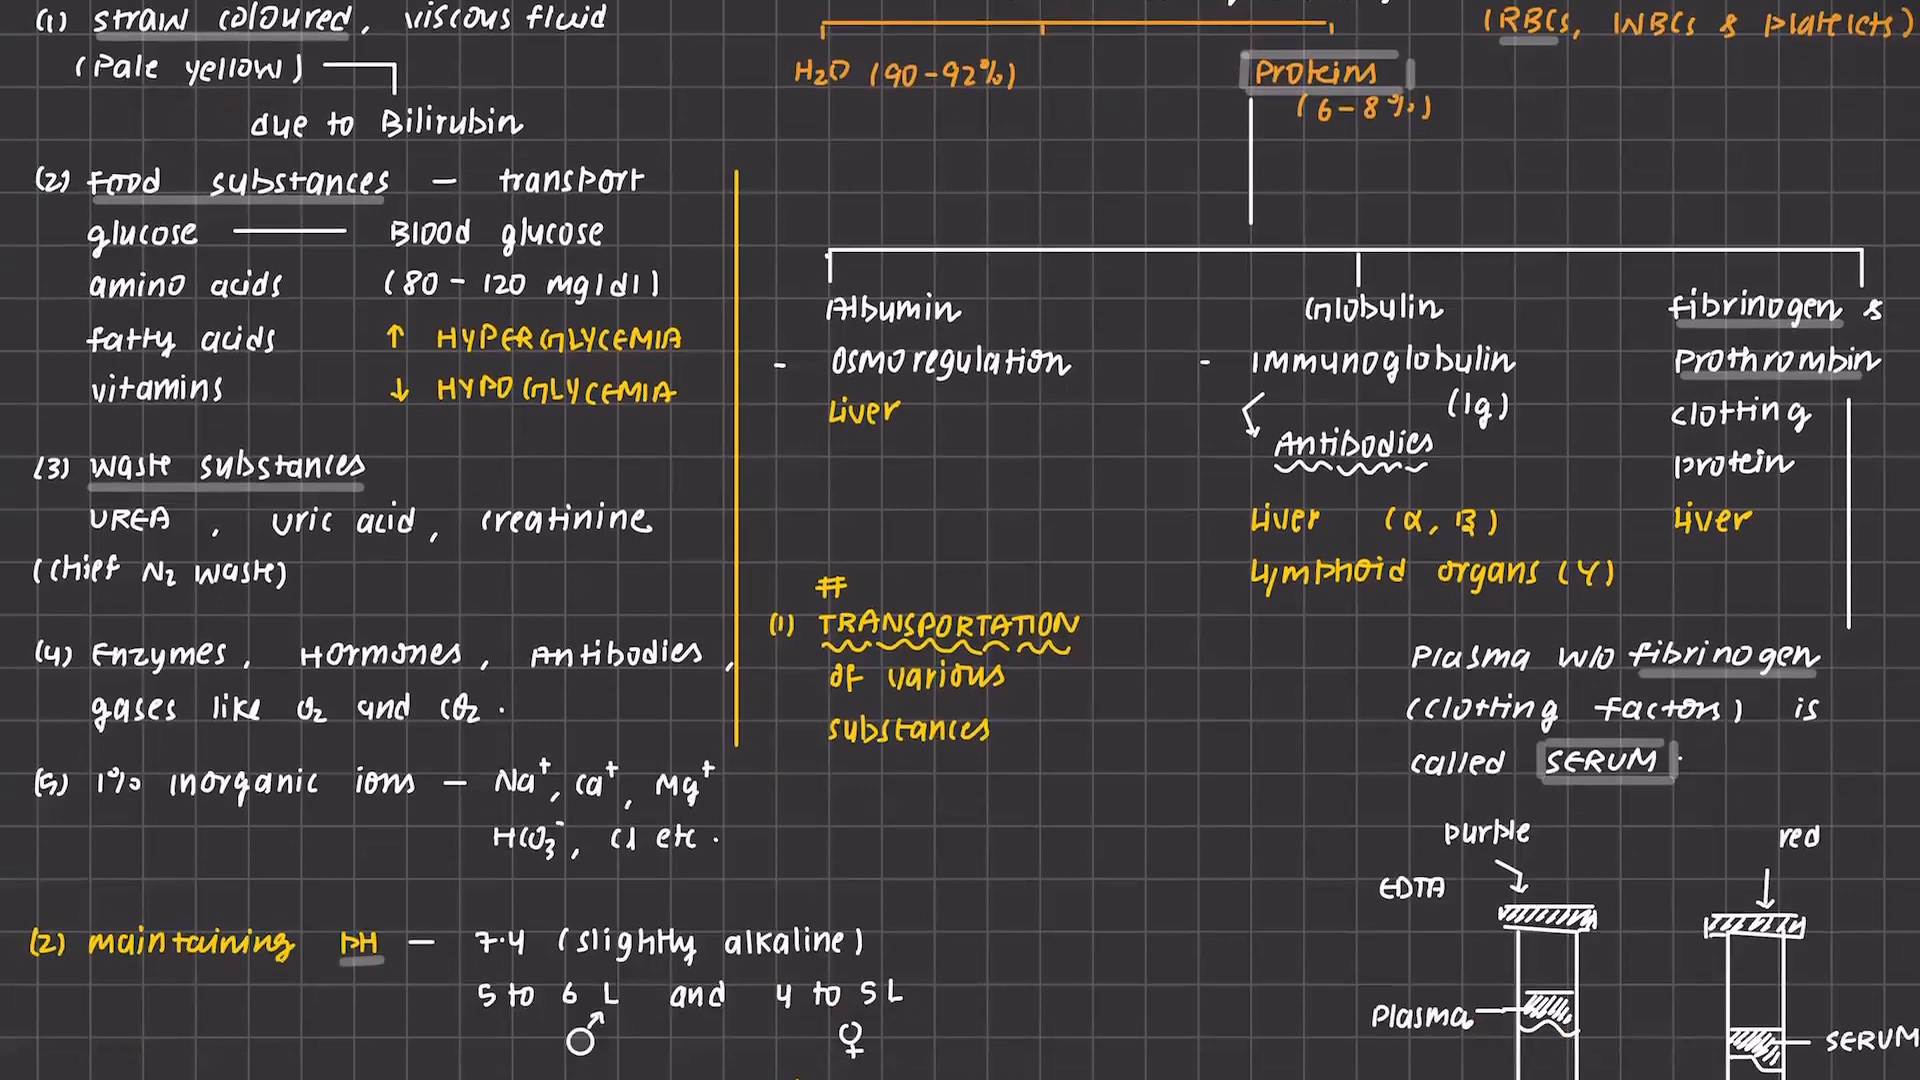 (1) straw coloured, viscous fluid
(Pale yellow)
due to Bilirubin
(2) Food substances - transport
glucose — Blood glucose
amino acids (80-120 mg/dl)
fatty acids ↑ HYPERGLYCEMIA
vitamins ↓ HYPOGLYCEMIA
(3) waste substances
UREA, uric acid, creatinine
(chief N2 waste)
(4) Enzymes, Hormones, Antibodies,
gases like O2 and CO2.
(5) 1% inorganic ions - Na⁺, Ca⁺, Mg⁺
HCO3⁻, Cl etc.
(2) maintaining pH - 7.4 (slightly alkaline)
5 to 6 L and 4 to 5L
♂ ♀
(RBCs, WBCs & platelets)
H2O (90-92%)
Proteins
(6-8%)
Albumin
- Osmoregulation
Liver
Globulin
- Immunoglobulin
(Ig)
Antibodies
Liver (α, β)
Lymphoid organs (γ)
fibrinogen &
Prothrombin
clotting
protein
Liver
#
(1) TRANSPORTATION
of various
substances
Plasma w/o fibrinogen
(clotting factors) is
called SERUM.
purple
EDTA
red
Plasma
SERUM